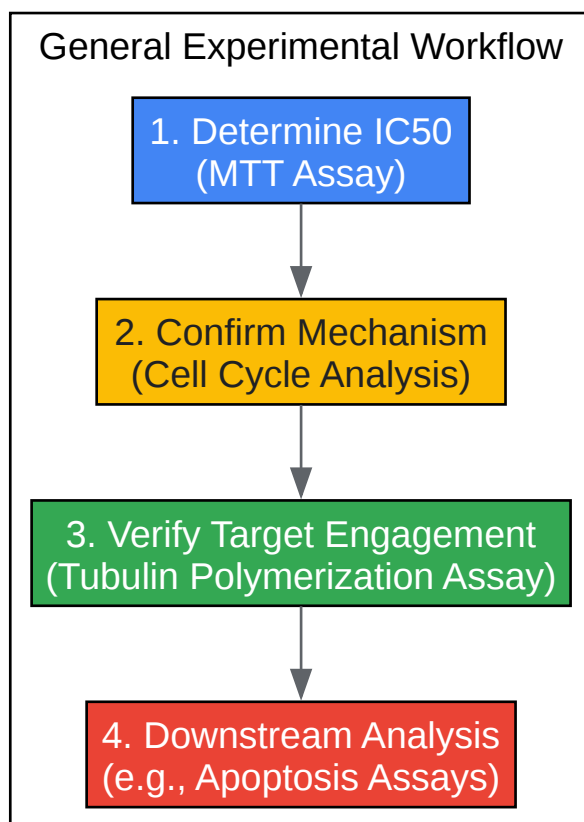 General Experimental Workflow
1. Determine IC50
(MTT Assay)
2. Confirm Mechanism
(Cell Cycle Analysis)
3. Verify Target Engagement
(Tubulin Polymerization Assay)
4. Downstream Analysis
(e.g., Apoptosis Assays)